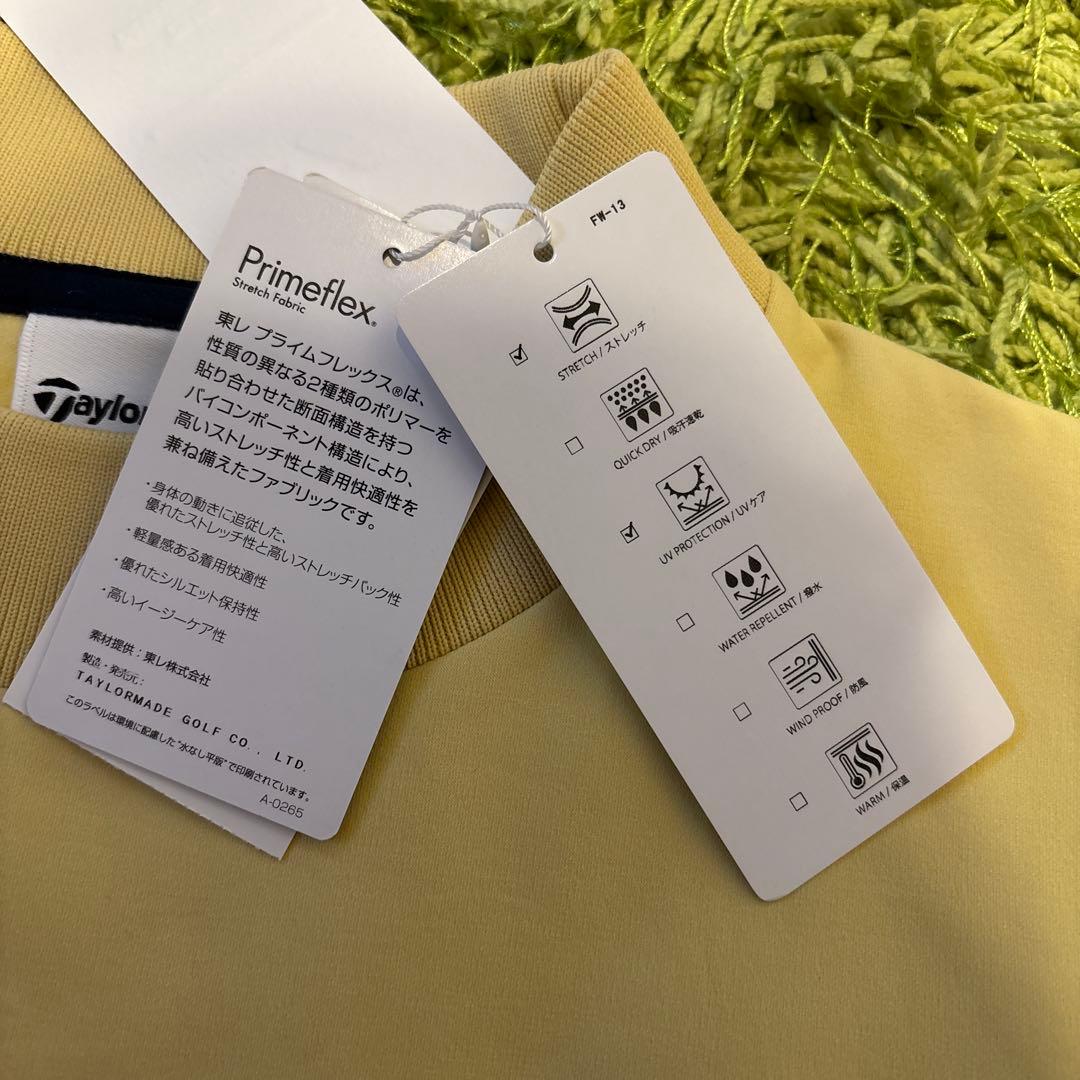 Taylor
Primeflex®
Stretch Fabric
東レ プライムフレックス®は、
性質の異なる2種類のポリマーを
貼り合わせた断面構造を持つ
バイコンポーネント構造により、
高いストレッチ性と着用快適性を
兼ね備えたファブリックです。
・身体の動きに追従した、
優れたストレッチ性と高いストレッチバック性
・軽量感ある着用快適性
・優れたシルエット保持性
・高いイージーケア性
素材提供：東レ株式会社
製造・発売元：
TAYLORMADE GOLF CO., LTD.
このラベルは環境に配慮した"水なし平版"で印刷されています。
A-0265
FW-13
STRETCH / ストレッチ
QUICK DRY / 吸汗速乾
UV PROTECTION / UVケア
WATER REPELLENT / 撥水
WIND PROOF / 防風
WARM / 保温